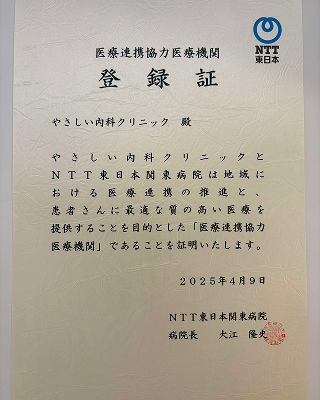 NTT
東日本
医療連携協力医療機関
登録証
やさしい内科クリニック 殿
やさしい内科クリニックと
NTT東日本関東病院は地域に
おける医療連携の推進と、
患者さんに最適な質の高い医療を
提供することを目的とした「医療連携協力
医療機関」であることを証明いたします。
2025年4月9日
NTT東日本関東病院
病院長 大江 隆史